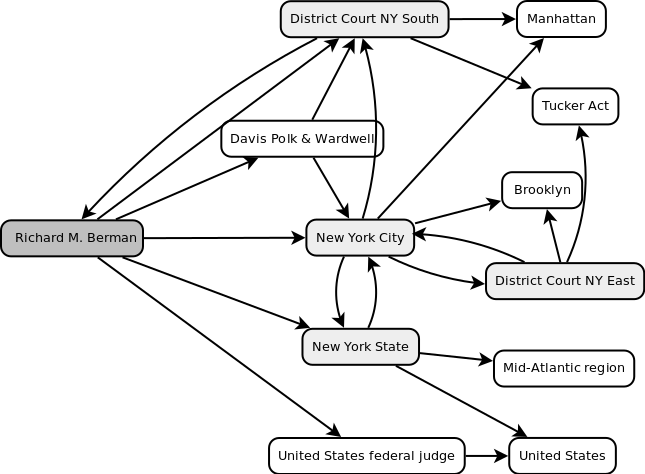 District Court NY South
Manhattan
Tucker Act
Davis Polk & Wardwell
Brooklyn
Richard M. Berman
New York City
District Court NY East
New York State
Mid-Atlantic region
United States federal judge
United States